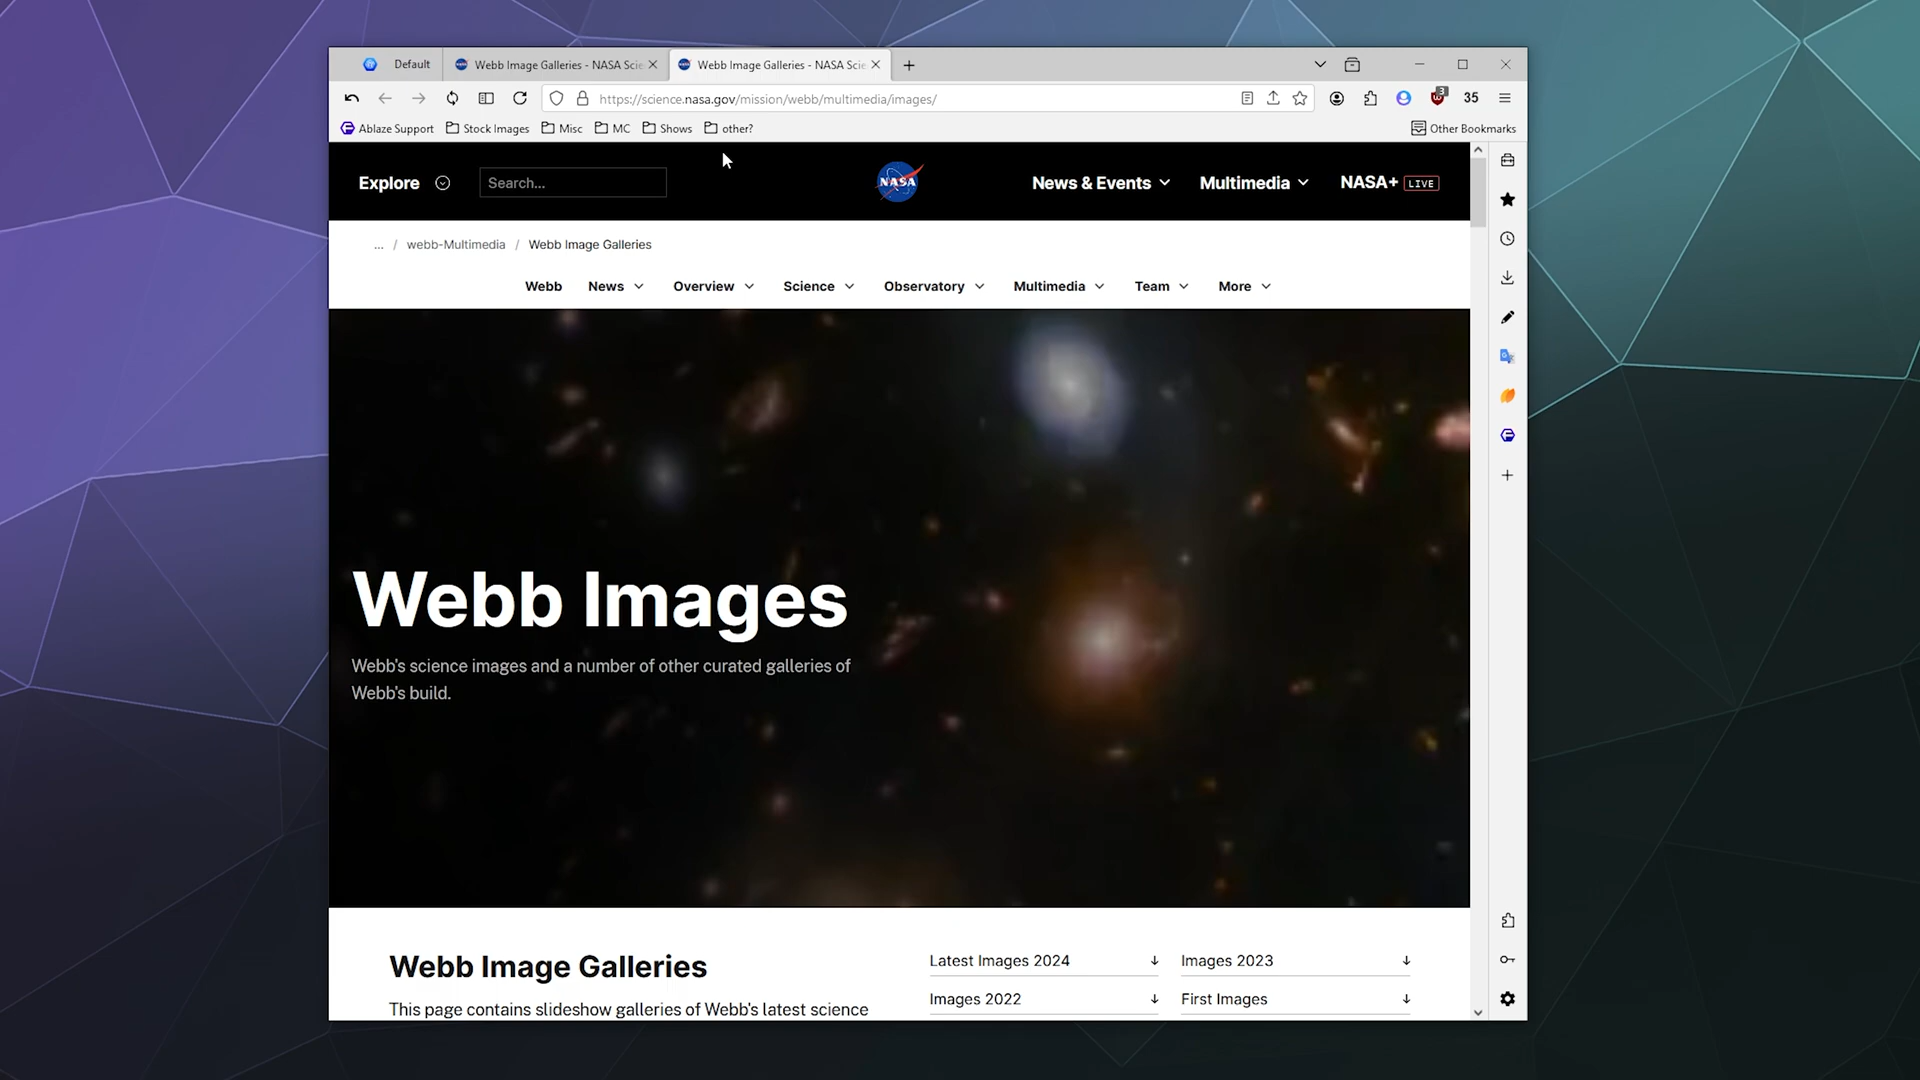 Default
Webb Image Galleries - NASA Scie
Webb Image Galleries - NASA Scie
https://science.nasa.gov/mission/webb/multimedia/images/
3
35
Ablaze Support
Stock Images
Misc
MC
Shows
other?
Other Bookmarks
Explore
Search...
NASA
News & Events
Multimedia
NASA+ LIVE
... / webb-Multimedia / Webb Image Galleries
Webb
News
Overview
Science
Observatory
Multimedia
Team
More
Webb Images
Webb's science images and a number of other curated galleries of
Webb's build.
Webb Image Galleries
This page contains slideshow galleries of Webb's latest science
Latest Images 2024
Images 2023
Images 2022
First Images